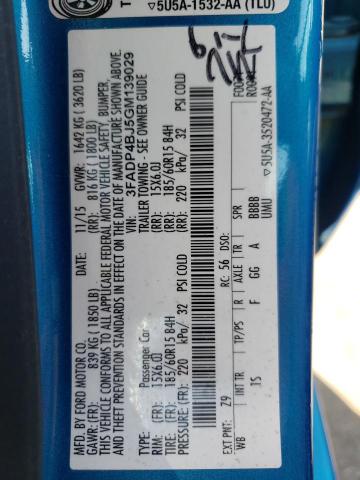 ▽5U5A-1532-AA (TLU)
MFD. BY FORD MOTOR CO.
DATE: 11/15 GVWR: 1642 KG ( 3620 LB)
GAWR: (FR): 839 KG ( 1850 LB) (RR): 816 KG ( 1800 LB)
THIS VEHICLE CONFORMS TO ALL APPLICABLE FEDERAL MOTOR VEHICLE SAFETY, BUMPER,
AND THEFT PREVENTION STANDARDS IN EFFECT ON THE DATE OF MANUFACTURE SHOWN ABOVE.
VIN: 3FADP4BJ5GM139029
TYPE: Passenger Car TRAILER TOWING- SEE OWNER GUIDE
RIM: (FR): 15X6.0J (RR): 15X6.0J
TIRES: (FR): 185/60R15 84H (RR): 185/60R15 84H
PRESSURE: (FR): 220 kPa/ 32 PSI COLD (RR): 220 kPa/ 32 PSI COLD
EXT PNT: Z9 RC: 56 DSO:
WB INT TR TP/PS R AXLE TR SPR
TS F GG A BBBB
UMU ▽5U5A-3520472-AA